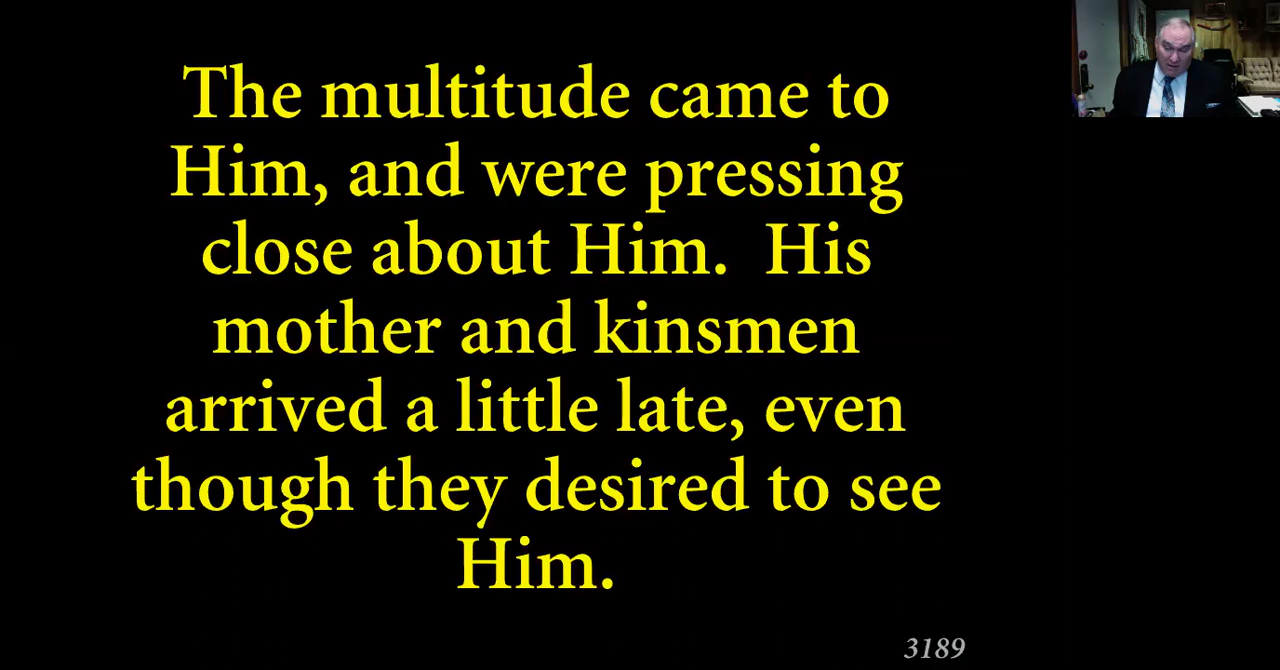 The multitude came to
Him, and were pressing
close about Him.  His
mother and kinsmen
arrived a little late, even
though they desired to see
Him.
3189